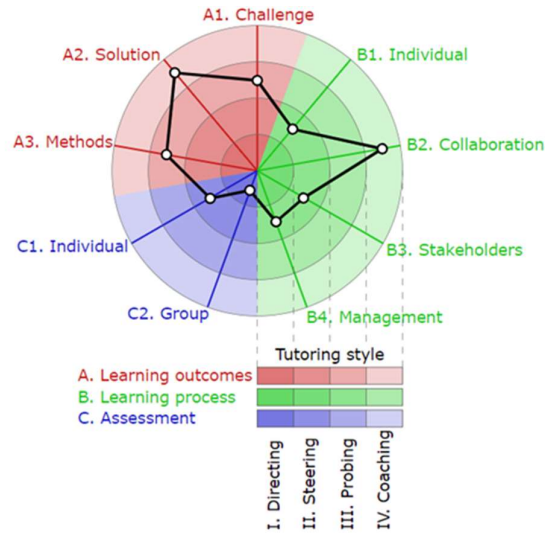 A1. Challenge
A2. Solution
B1. Individual
A3. Methods
B2. Collaboration
C1. Individual
B3. Stakeholders
C2. Group
B4. Management
Tutoring style
A. Learning outcomes
B. Learning process
C. Assessment
I. Directing
II. Steering
III. Probing
IV. Coaching